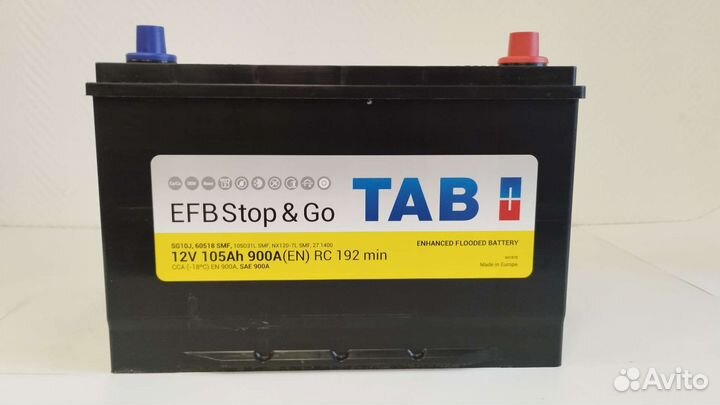 EFB Stop & Go
TAB
SG10J, 60518 SMF, 105D31L SMF, NX120-7L SMF, 27 1400
12V 105Ah 900A(EN) RC 192 min
CCA (-18°C) EN 900A, SAE 900A
ENHANCED FLOODED BATTERY
Made in Europe
Avito